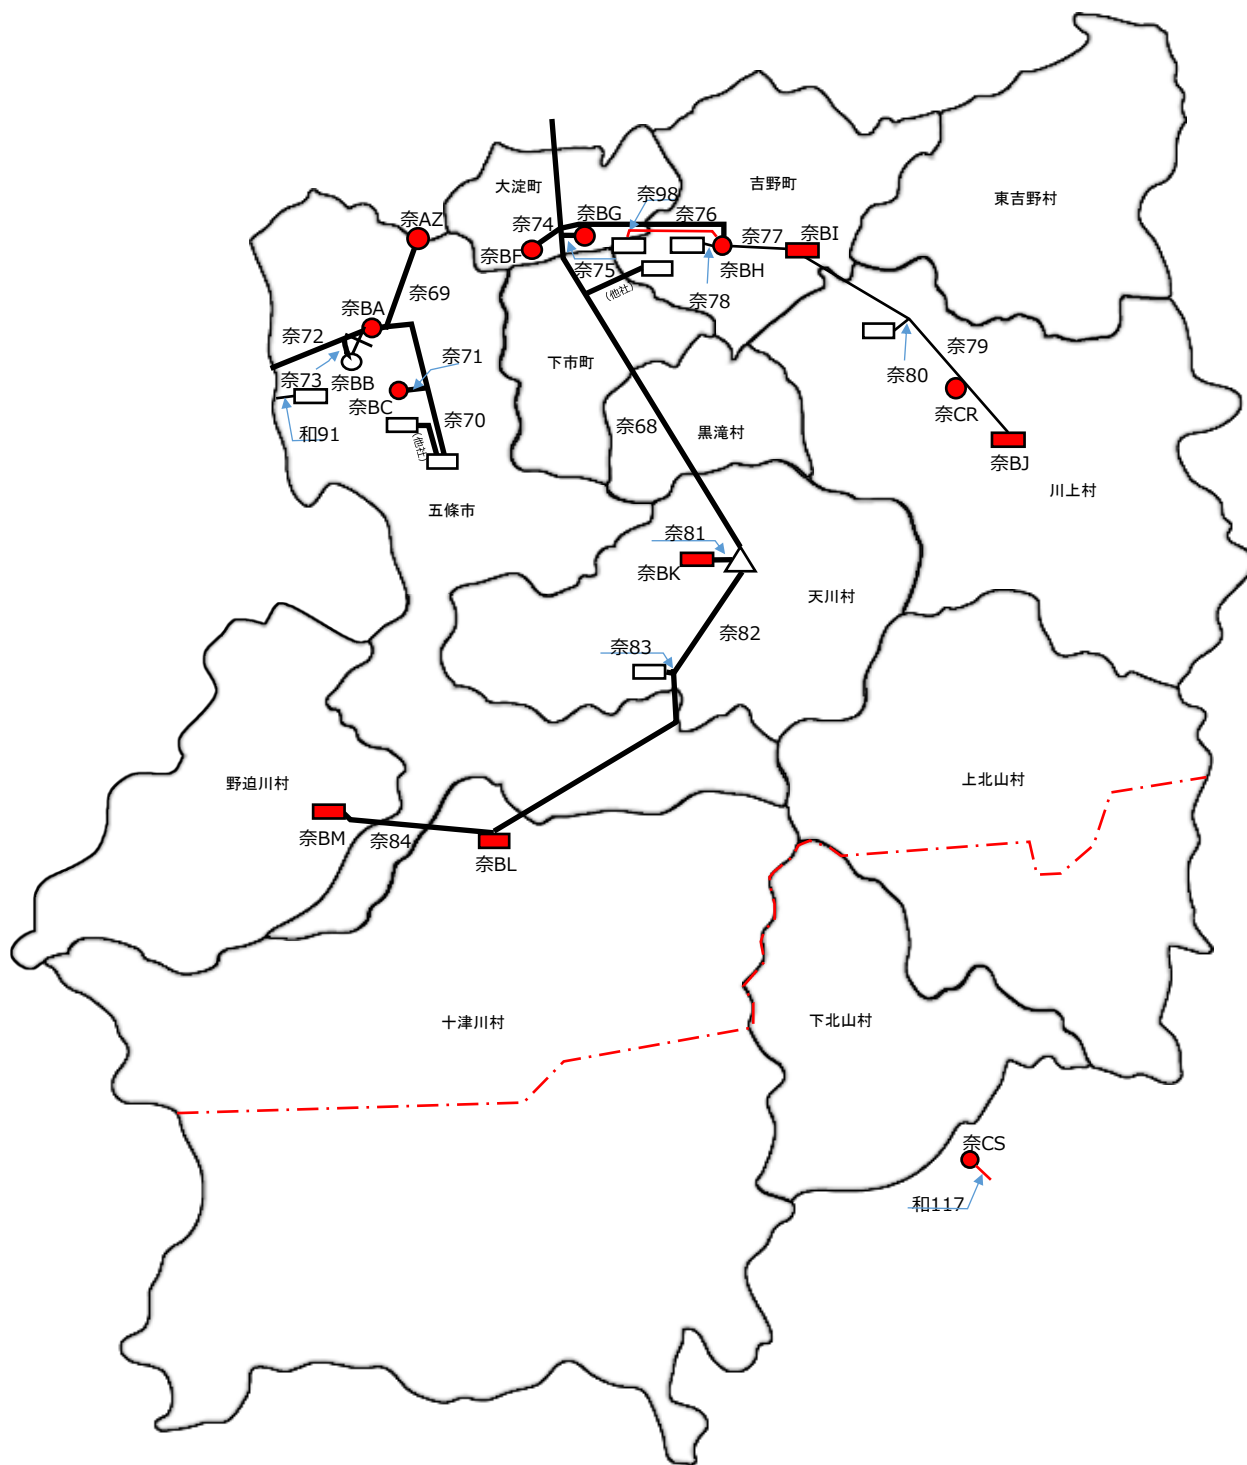 吉野町
大淀町
東吉野村
奈98
奈AZ
奈BG
奈76
奈74
奈77
奈BI
奈BF
奈75
奈BH
奈69
(他社)
奈78
奈BA
奈72
奈79
奈71
下市町
奈80
奈73
奈BB
奈BC
奈CR
奈70
奈68
和91
黒滝村
(他社)
奈BJ
川上村
五條市
奈81
奈BK
天川村
奈82
奈83
上北山村
野迫川村
奈BM
奈84
奈BL
十津川村
下北山村
奈CS
和117